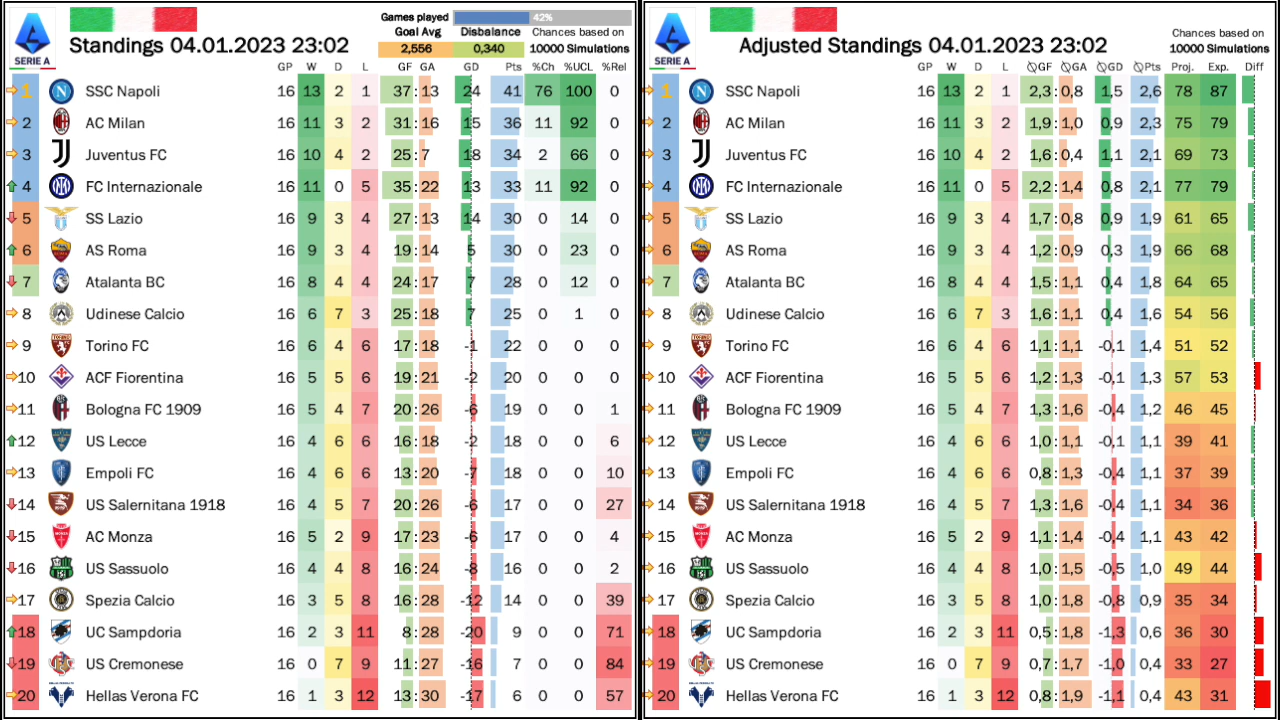 Games played 42%
SERIE A
Standings 04.01.2023 23:02
Goal Avg Disbalance Chances based on
2,556 0,340 10000 Simulations
GP W D L GF GA GD Pts %Ch %UCL %Rel
1 SSC Napoli 16 13 2 1 37:13 24 41 76 100 0
2 AC Milan 16 11 3 2 31:16 15 36 11 92 0
3 Juventus FC 16 10 4 2 25:7 18 34 2 66 0
4 FC Internazionale 16 11 0 5 35:22 13 33 11 92 0
5 SS Lazio 16 9 3 4 27:13 14 30 0 14 0
6 AS Roma 16 9 3 4 19:14 5 30 0 23 0
7 Atalanta BC 16 8 4 4 24:17 7 28 0 12 0
8 Udinese Calcio 16 6 7 3 25:18 7 25 0 1 0
9 Torino FC 16 6 4 6 17:18 -1 22 0 0 0
10 ACF Fiorentina 16 5 5 6 19:21 -2 20 0 0 0
11 Bologna FC 1909 16 5 4 7 20:26 -6 19 0 0 1
12 US Lecce 16 4 6 6 16:18 -2 18 0 0 6
13 Empoli FC 16 4 6 6 13:20 -7 18 0 0 10
14 US Salernitana 1918 16 4 5 7 20:26 -6 17 0 0 27
15 AC Monza 16 5 2 9 17:23 -6 17 0 0 4
16 US Sassuolo 16 4 4 8 16:24 -8 16 0 0 2
17 Spezia Calcio 16 3 5 8 16:28 -12 14 0 0 39
18 UC Sampdoria 16 2 3 11 8:28 -20 9 0 0 71
19 US Cremonese 16 0 7 9 11:27 -16 7 0 0 84
20 Hellas Verona FC 16 1 3 12 13:30 -17 6 0 0 57
SERIE A
Adjusted Standings 04.01.2023 23:02
Chances based on
10000 Simulations
GP W D L ∅GF ∅GA ∅GD ∅Pts Proj. Exp. Diff
1 SSC Napoli 16 13 2 1 2,3:0,8 1,5 2,6 78 87
2 AC Milan 16 11 3 2 1,9:1,0 0,9 2,3 75 79
3 Juventus FC 16 10 4 2 1,6:0,4 1,1 2,1 69 73
4 FC Internazionale 16 11 0 5 2,2:1,4 0,8 2,1 77 79
5 SS Lazio 16 9 3 4 1,7:0,8 0,9 1,9 61 65
6 AS Roma 16 9 3 4 1,2:0,9 0,3 1,9 66 68
7 Atalanta BC 16 8 4 4 1,5:1,1 0,4 1,8 64 65
8 Udinese Calcio 16 6 7 3 1,6:1,1 0,4 1,6 54 56
9 Torino FC 16 6 4 6 1,1:1,1 -0,1 1,4 51 52
10 ACF Fiorentina 16 5 5 6 1,2:1,3 -0,1 1,3 57 53
11 Bologna FC 1909 16 5 4 7 1,3:1,6 -0,4 1,2 46 45
12 US Lecce 16 4 6 6 1,0:1,1 -0,1 1,1 39 41
13 Empoli FC 16 4 6 6 0,8:1,3 -0,4 1,1 37 39
14 US Salernitana 1918 16 4 5 7 1,3:1,6 -0,4 1,1 34 36
15 AC Monza 16 5 2 9 1,1:1,4 -0,4 1,1 43 42
16 US Sassuolo 16 4 4 8 1,0:1,5 -0,5 1,0 49 44
17 Spezia Calcio 16 3 5 8 1,0:1,8 -0,8 0,9 35 34
18 UC Sampdoria 16 2 3 11 0,5:1,8 -1,3 0,6 36 30
19 US Cremonese 16 0 7 9 0,7:1,7 -1,0 0,4 33 27
20 Hellas Verona FC 16 1 3 12 0,8:1,9 -1,1 0,4 43 31